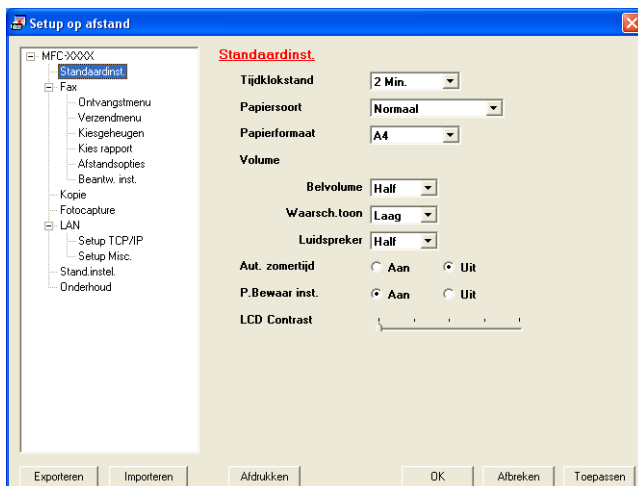 Setup op afstand
MFC-XXXX
Standaardinst.
Fax
Ontvangstmenu
Verzendmenu
Kiesgeheugen
Kies rapport
Afstandsopties
Beantw. inst.
Kopie
Fotocapture
LAN
Setup TCP/IP
Setup Misc.
Stand.instel.
Onderhoud
Standaardinst.
Tijdklokstand 2 Min.
Papiersoort Normaal
Papierformaat A4
Volume
Belvolume Half
Waarsch.toon Laag
Luidspreker Half
Aut. zomertijd Aan Uit
P.Bewaar inst. Aan Uit
LCD Contrast
Exporteren Importeren Afdrukken OK Afbreken Toepassen